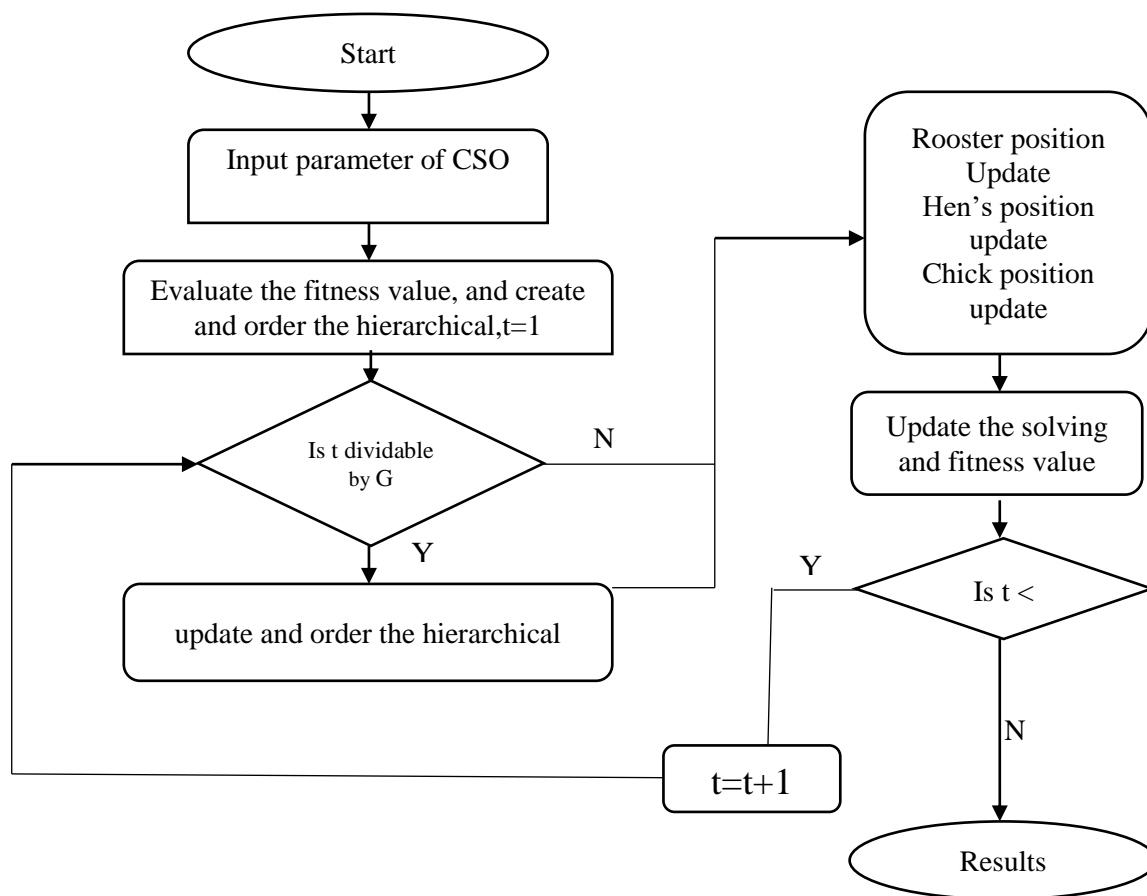 Start
Input parameter of CSO
Evaluate the fitness value, and create
and order the hierarchical,t=1
Is t dividable
by G
N
Y
update and order the hierarchical
Rooster position
Update
Hen’s position
update
Chick position
update
Update the solving
and fitness value
Is t <
Y
N
t=t+1
Results